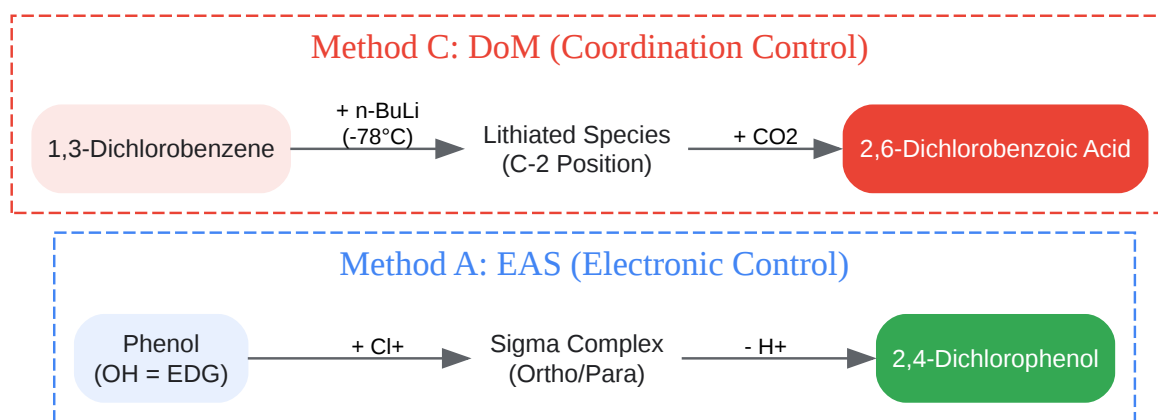 Method C: DoM (Coordination Control)
1,3-Dichlorobenzene
+ n-BuLi
(-78°C)
Lithiated Species
(C-2 Position)
+ CO2
2,6-Dichlorobenzoic Acid
Method A: EAS (Electronic Control)
Phenol
(OH = EDG)
+ Cl+
Sigma Complex
(Ortho/Para)
- H+
2,4-Dichlorophenol